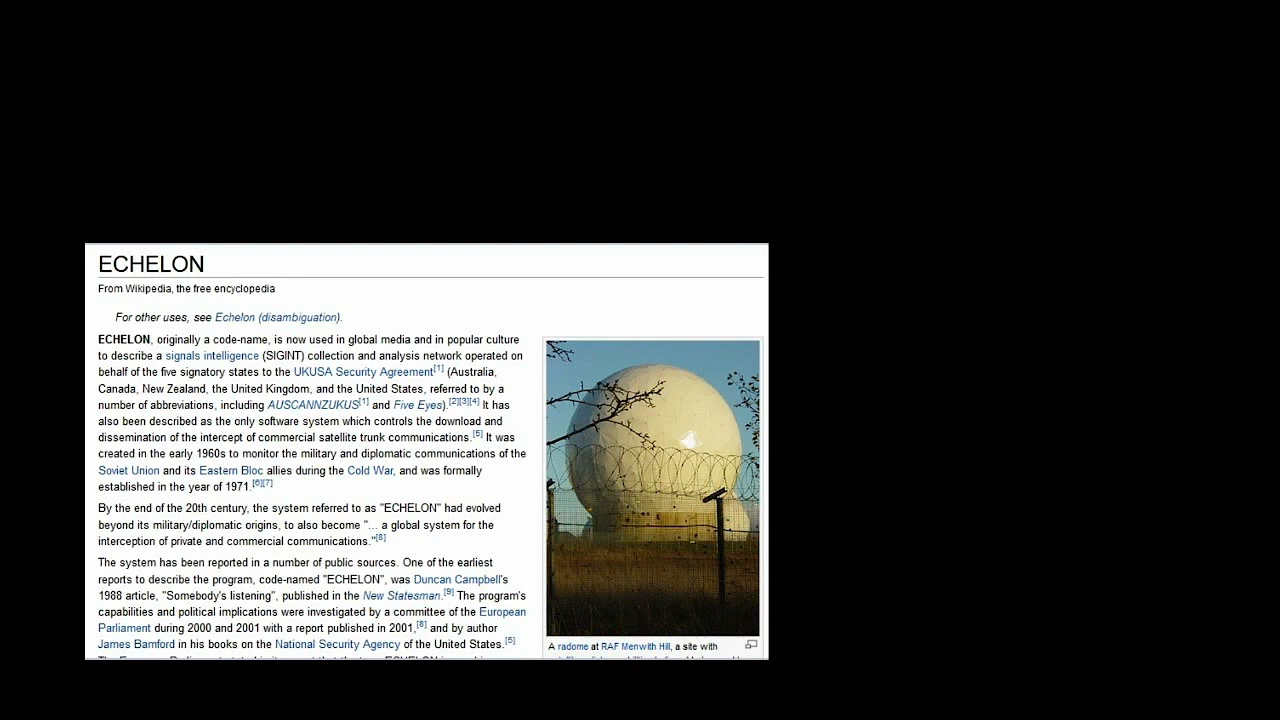 ECHELON
From Wikipedia, the free encyclopedia
For other uses, see Echelon (disambiguation).
ECHELON, originally a code-name, is now used in global media and in popular culture
to describe a signals intelligence (SIGINT) collection and analysis network operated on
behalf of the five signatory states to the UKUSA Security Agreement[1] (Australia,
Canada, New Zealand, the United Kingdom, and the United States, referred to by a
number of abbreviations, including AUSCANNZUKUS[1] and Five Eyes).[2][3][4] It has
also been described as the only software system which controls the download and
dissemination of the intercept of commercial satellite trunk communications.[5] It was
created in the early 1960s to monitor the military and diplomatic communications of the
Soviet Union and its Eastern Bloc allies during the Cold War, and was formally
established in the year of 1971.[6][7]
By the end of the 20th century, the system referred to as "ECHELON" had evolved
beyond its military/diplomatic origins, to also become "... a global system for the
interception of private and commercial communications."[8]
The system has been reported in a number of public sources. One of the earliest
reports to describe the program, code-named "ECHELON", was Duncan Campbell's
1988 article, "Somebody's listening", published in the New Statesman.[9] The program's
capabilities and political implications were investigated by a committee of the European
Parliament during 2000 and 2001 with a report published in 2001,[8] and by author
James Bamford in his books on the National Security Agency of the United States.[5]
A radome at RAF Menwith Hill, a site with